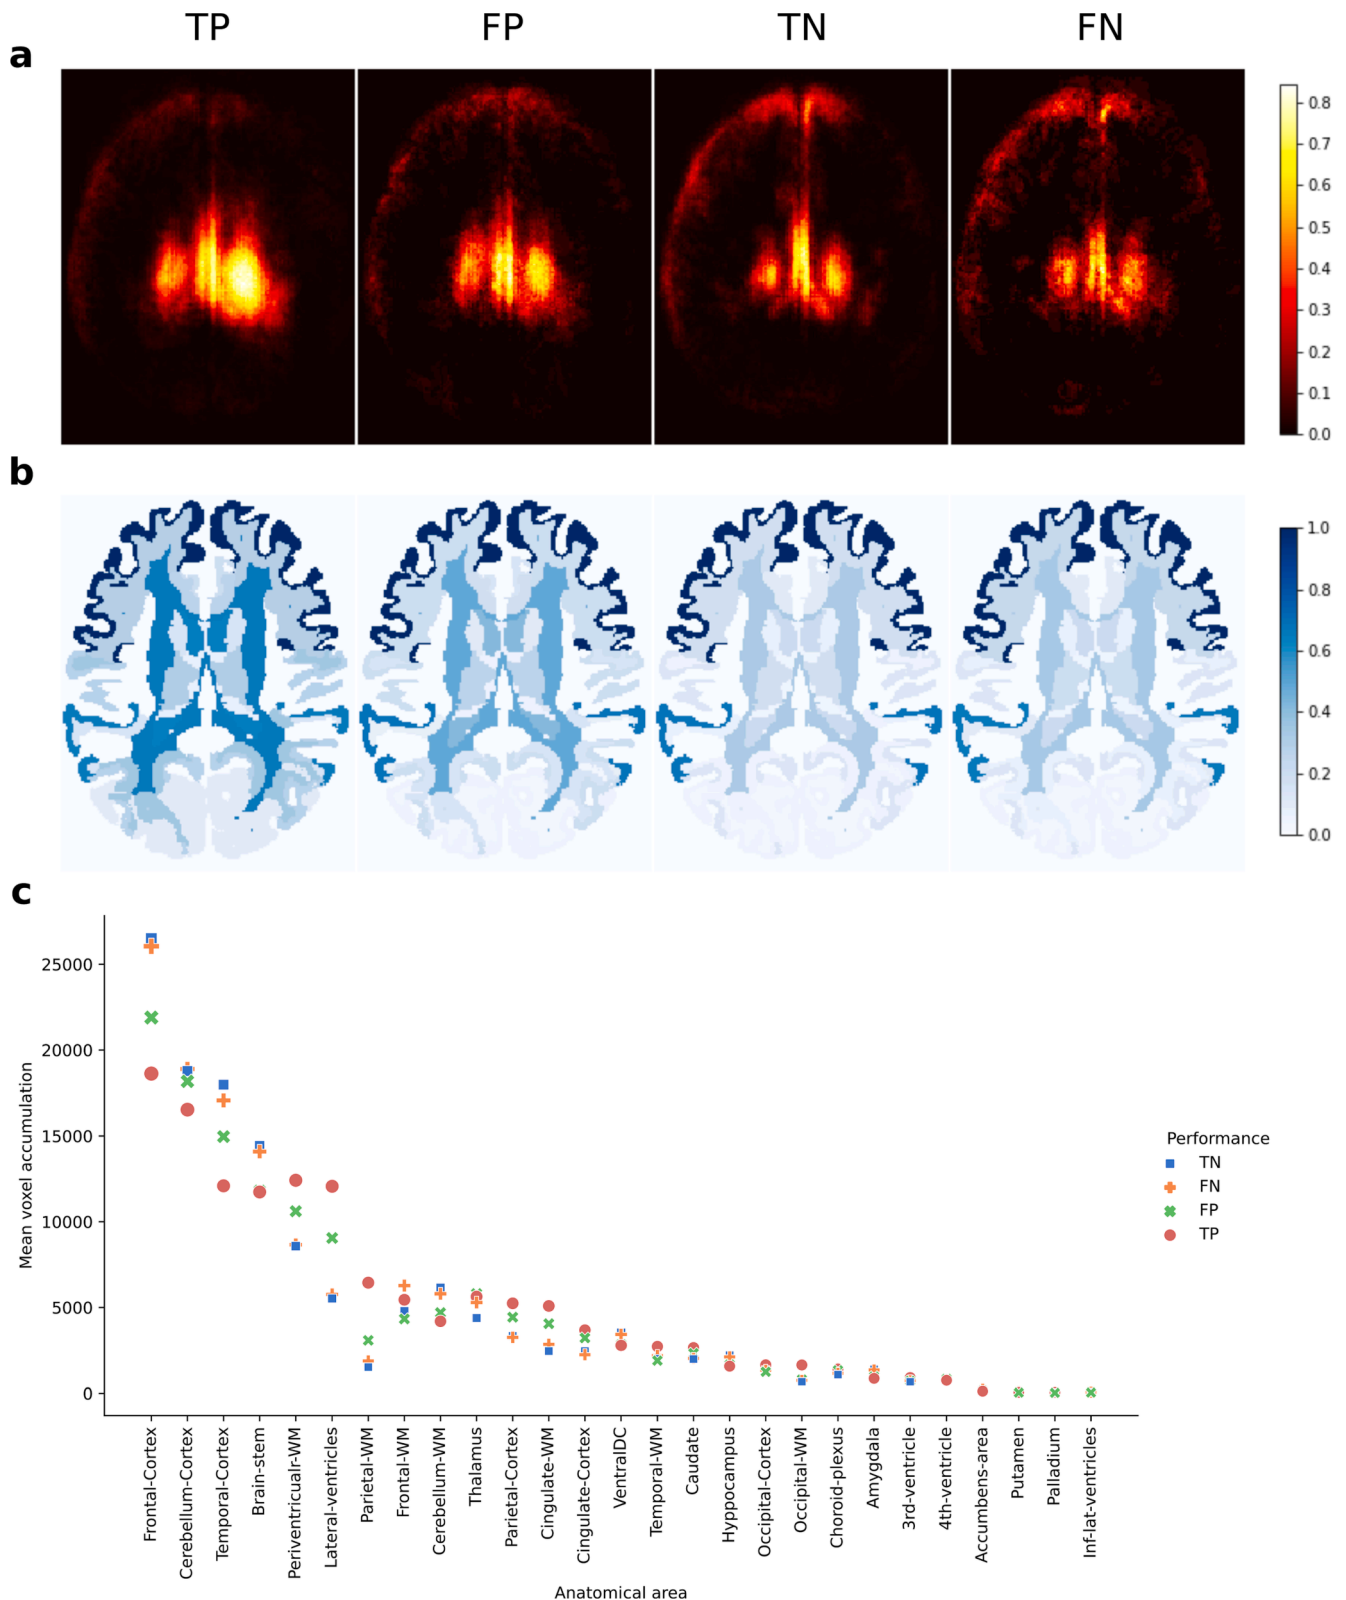 TP FP TN FN
a
0.8
0.7
0.6
0.5
0.4
0.3
0.2
0.1
0.0
b
1.0
0.8
0.6
0.4
0.2
0.0
c
Mean voxel accumulation
25000
20000
15000
10000
5000
0
Performance
TN
FN
FP
TP
Frontal-Cortex
Cerebellum-Cortex
Temporal-Cortex
Brain-stem
Periventricualr-WM
Lateral-ventricles
Parietal-WM
Frontal-WM
Cerebellum-WM
Thalamus
Parietal-Cortex
Cingulate-WM
Cingulate-Cortex
VentralDC
Temporal-WM
Caudate
Hyppocampus
Occipital-Cortex
Occipital-WM
Choroid-plexus
Amygdala
3rd-ventricle
4th-ventricle
Accumbens-area
Putamen
Palladium
Inf-lat-ventricles
Anatomical area